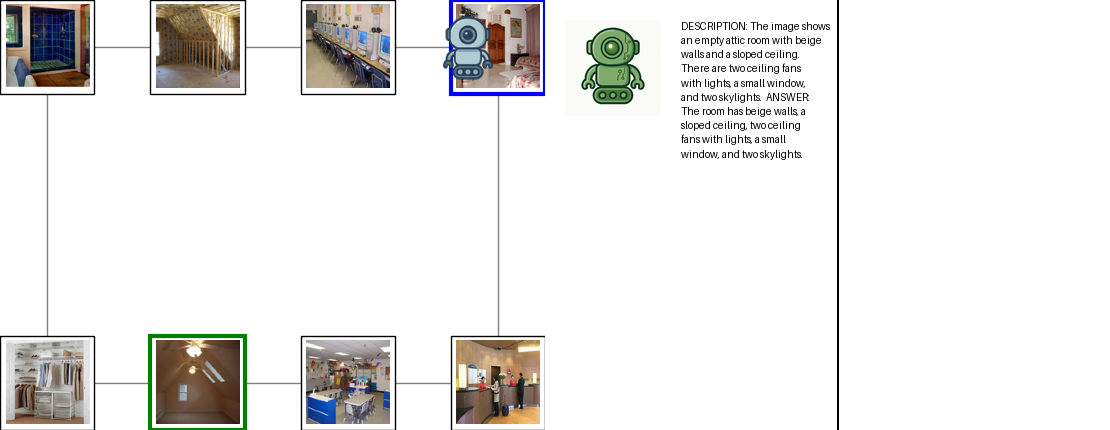 DESCRIPTION: The image shows
an empty attic room with beige
walls and a sloped ceiling.
There are two ceiling fans
with lights, a small window,
and two skylights. ANSWER:
The room has beige walls, a
sloped ceiling, two ceiling
fans with lights, a small
window, and two skylights.